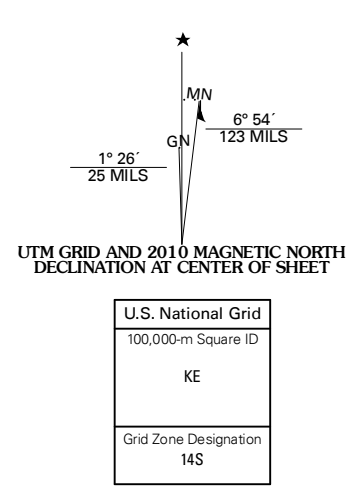 MN
GN
6° 54´
123 MILS
1° 26´
25 MILS
UTM GRID AND 2010 MAGNETIC NORTH
DECLINATION AT CENTER OF SHEET
U.S. National Grid
100,000-m Square ID
KE
Grid Zone Designation
14S